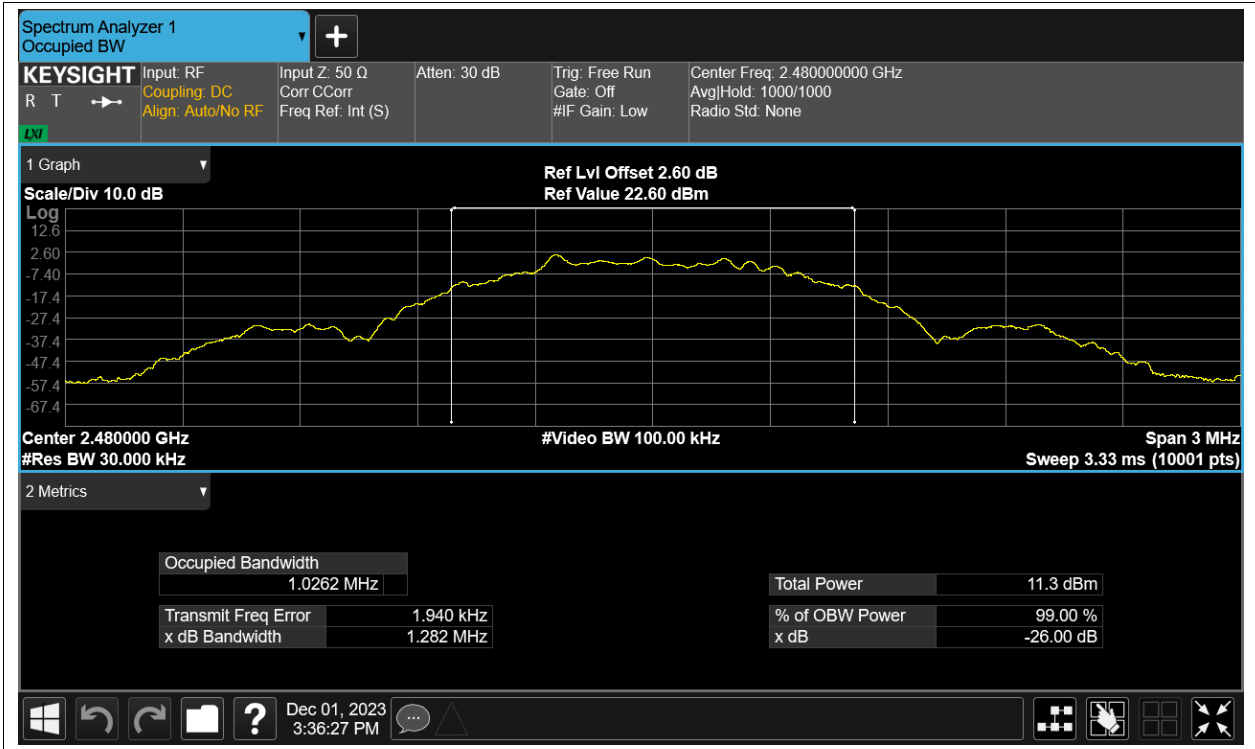 Spectrum Analyzer 1
Occupied BW
KEYSIGHT
R T
LXI
Input: RF
Coupling: DC
Align: Auto/No RF
Input Z: 50 Ω
Corr CCorr
Freq Ref: Int (S)
Atten: 30 dB
Trig: Free Run
Gate: Off
#IF Gain: Low
Center Freq: 2.480000000 GHz
Avg|Hold: 1000/1000
Radio Std: None
1 Graph
Scale/Div 10.0 dB
Ref Lvl Offset 2.60 dB
Ref Value 22.60 dBm
Log
12.6
2.60
-7.40
-17.4
-27.4
-37.4
-47.4
-57.4
-67.4
Center 2.480000 GHz
#Res BW 30.000 kHz
#Video BW 100.00 kHz
Span 3 MHz
Sweep 3.33 ms (10001 pts)
2 Metrics
Occupied Bandwidth
1.0262 MHz
Transmit Freq Error 1.940 kHz
x dB Bandwidth 1.282 MHz
Total Power 11.3 dBm
% of OBW Power 99.00 %
x dB -26.00 dB
?
Dec 01, 2023
3:36:27 PM